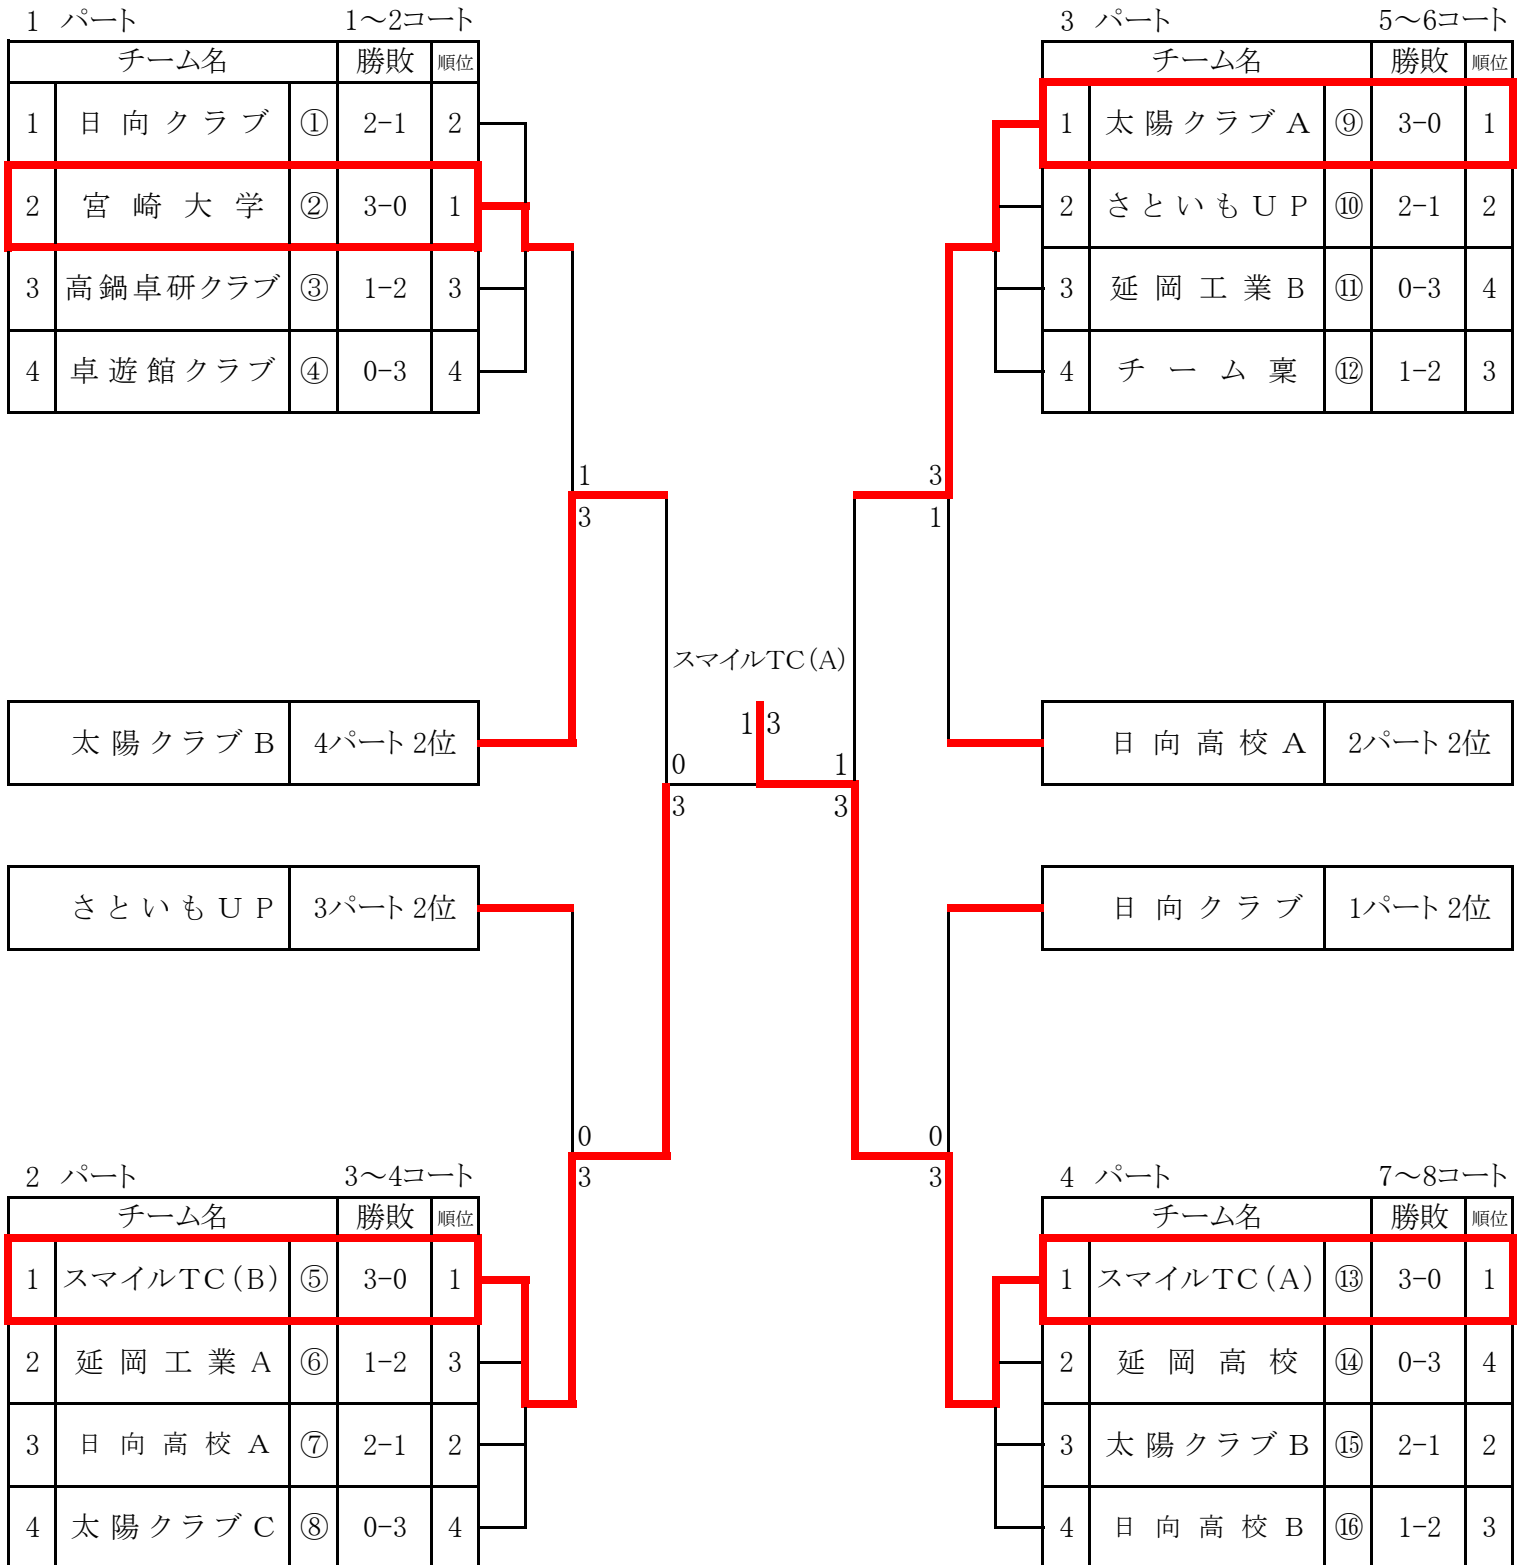 1 パート 1～2コート
チーム名 勝敗 順位
1 日向クラブ ① 2-1 2
2 宮崎大学 ② 3-0 1
3 高鍋卓研クラブ ③ 1-2 3
4 卓遊館クラブ ④ 0-3 4
3 パート 5～6コート
チーム名 勝敗 順位
1 太陽クラブA ⑨ 3-0 1
2 さといもUP ⑩ 2-1 2
3 延岡工業B ⑪ 0-3 4
4 チーム稟 ⑫ 1-2 3
1
3
3
1
スマイルTC(A)
1 3
太陽クラブB 4パート 2位
日向高校A 2パート 2位
0
3
1
3
さといもUP 3パート 2位
日向クラブ 1パート 2位
0
3
0
3
2 パート 3～4コート
チーム名 勝敗 順位
1 スマイルTC(B) ⑤ 3-0 1
2 延岡工業A ⑥ 1-2 3
3 日向高校A ⑦ 2-1 2
4 太陽クラブC ⑧ 0-3 4
4 パート 7～8コート
チーム名 勝敗 順位
1 スマイルTC(A) ⑬ 3-0 1
2 延岡高校 ⑭ 0-3 4
3 太陽クラブB ⑮ 2-1 2
4 日向高校B ⑯ 1-2 3